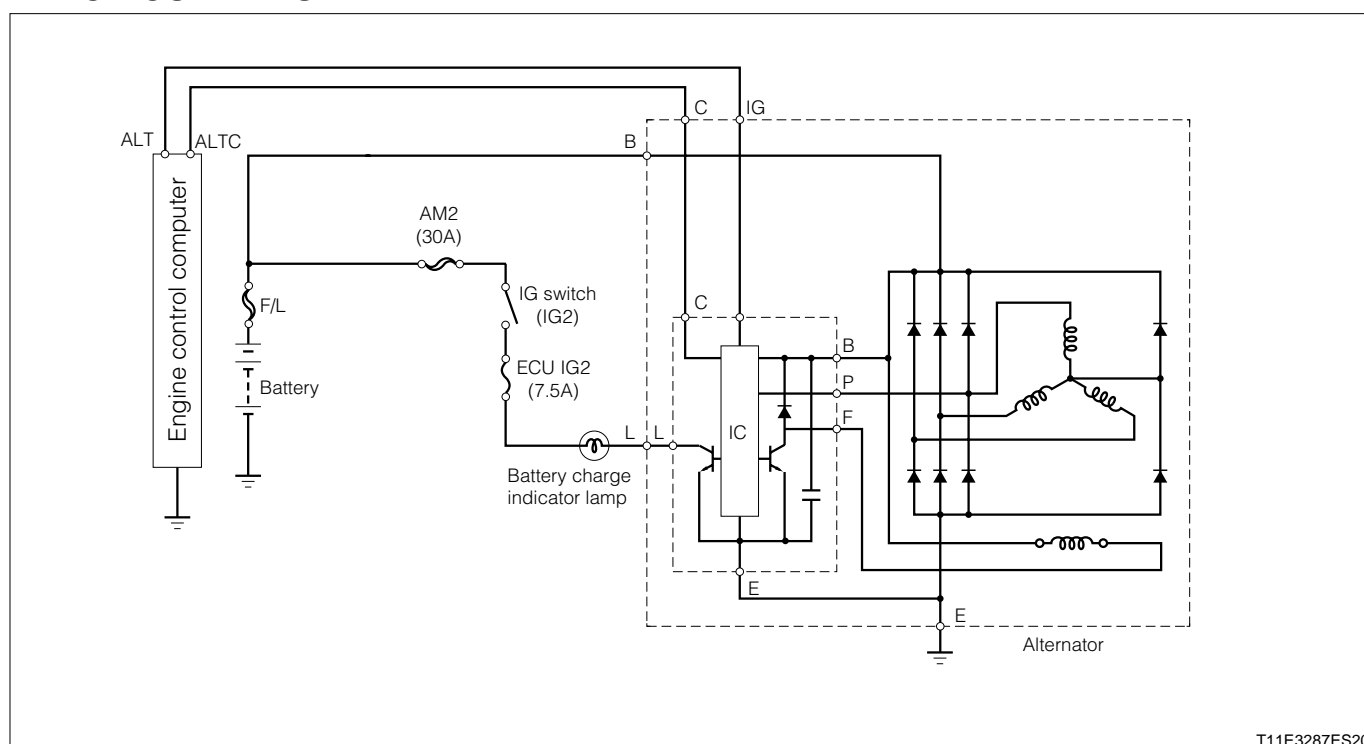 C IG
ALT ALTC
B
Engine control computer
AM2
(30A)
F/L
IG switch
(IG2)
C
ECU IG2
(7.5A)
Battery
B
P
F
IC
L L
Battery charge
indicator lamp
E
E
Alternator